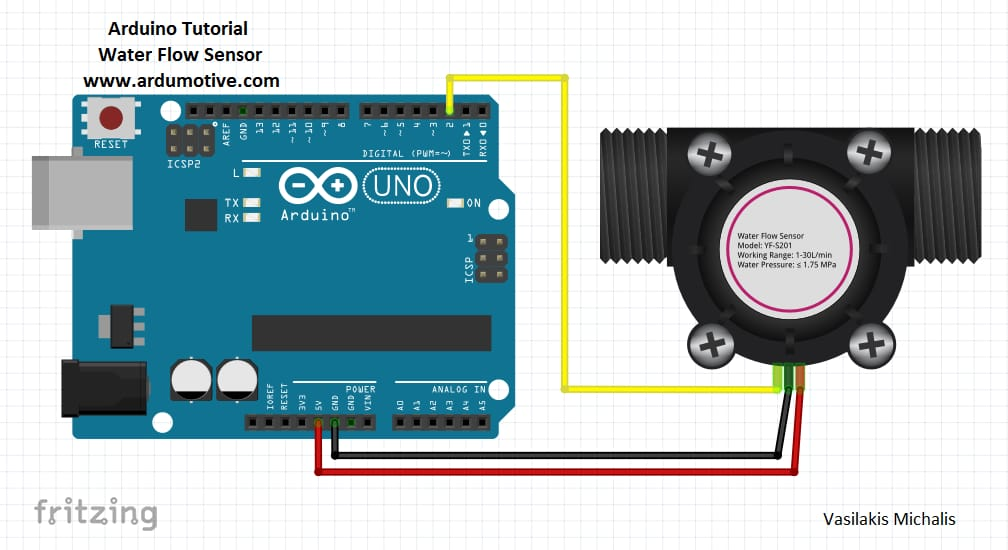 Arduino Tutorial
Water Flow Sensor
www.ardumotive.com
RESET
ICSP2
AREF
GND
13
12
~11
~10
~9
8
7
~6
~5
4
~3
2
TXD▶1
RXD◀0
DIGITAL (PWM=~)
L
TX
RX
UNO
Arduino™
ON
1
ICSP
Water Flow Sensor
Model: YF-S201
Working Range: 1-30L/min
Water Pressure: ≤ 1.75 MPa
POWER
ANALOG IN
IOREF
RESET
3V3
5V
GND
GND
VIN
A0
A1
A2
A3
A4
A5
fritzing
Vasilakis Michalis